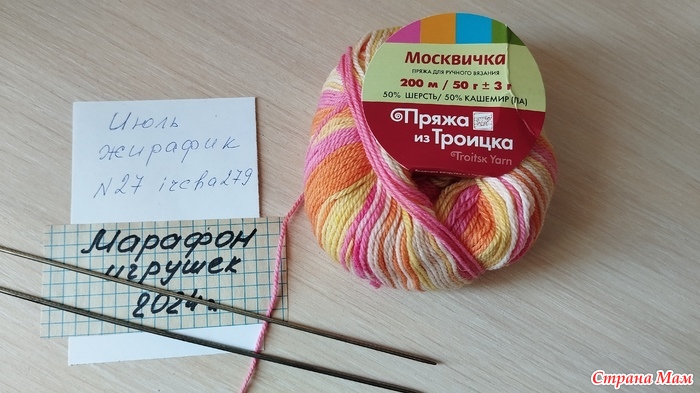 Июль
жирафик
N27 ircha279
Марафон
игрушек
2024г.
Москвичка
ПРЯЖА ДЛЯ РУЧНОГО ВЯЗАНИЯ
200 м / 50 г ± 3 г
50% ШЕРСТЬ/ 50% КАШЕМИР (ПА)
Пряжа
из Троицка
Troitsk Yarn
Страна Мам